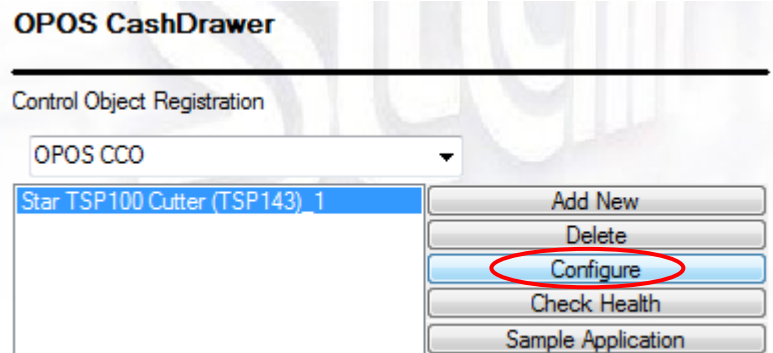 OPOS CashDrawer
Control Object Registration
OPOS CCO
Star TSP100 Cutter (TSP143)_1
Add New
Delete
Configure
Check Health
Sample Application